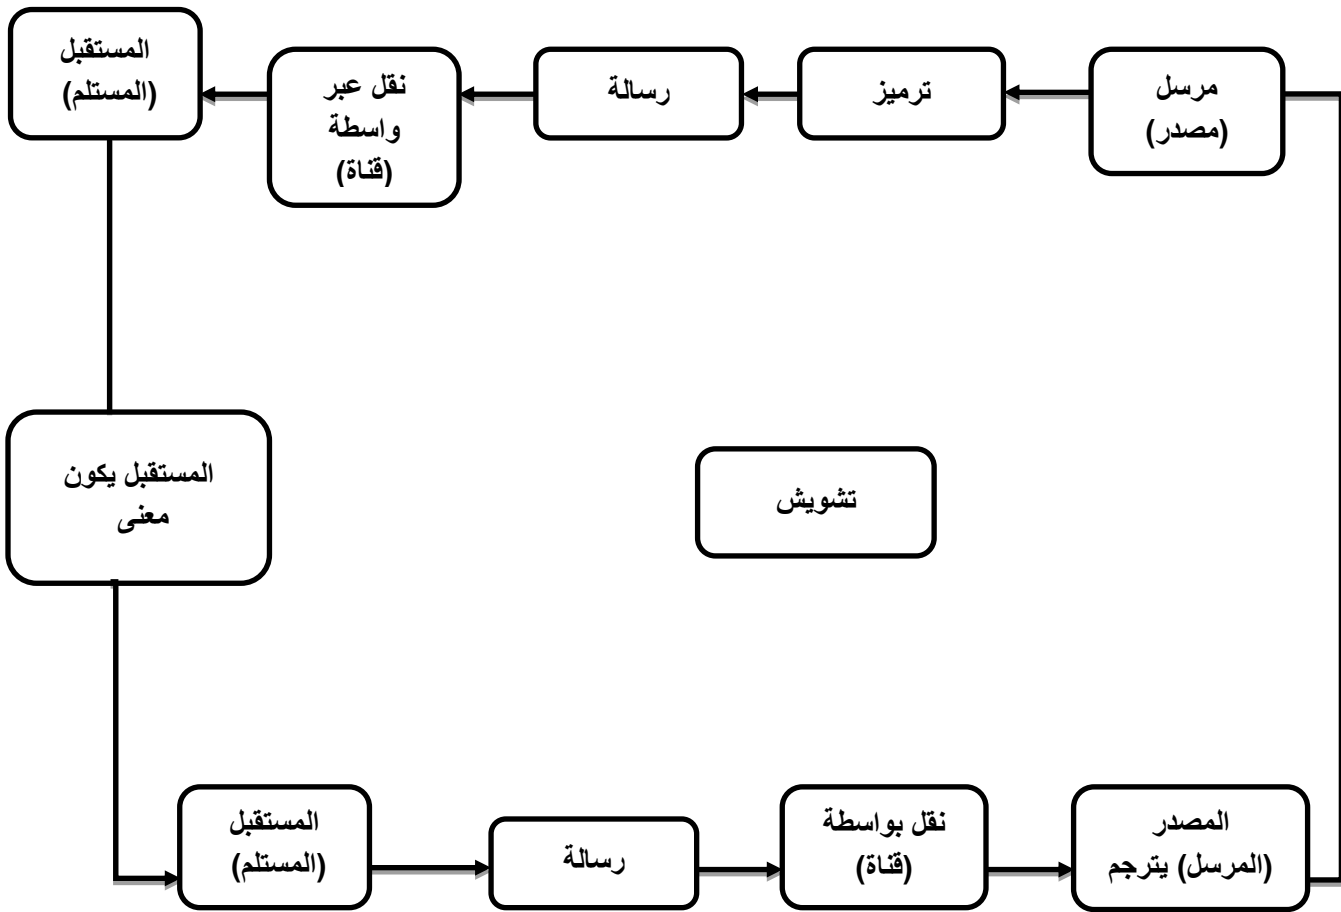 مرسل
(مصدر)
ترميز
رسالة
نقل عبر
واسطة
(قناة)
المستقبل
(المستلم)
المستقبل يكون
معنى
تشويش
المستقبل
(المستلم)
رسالة
نقل بواسطة
(قناة)
المصدر
(المرسل) يترجم